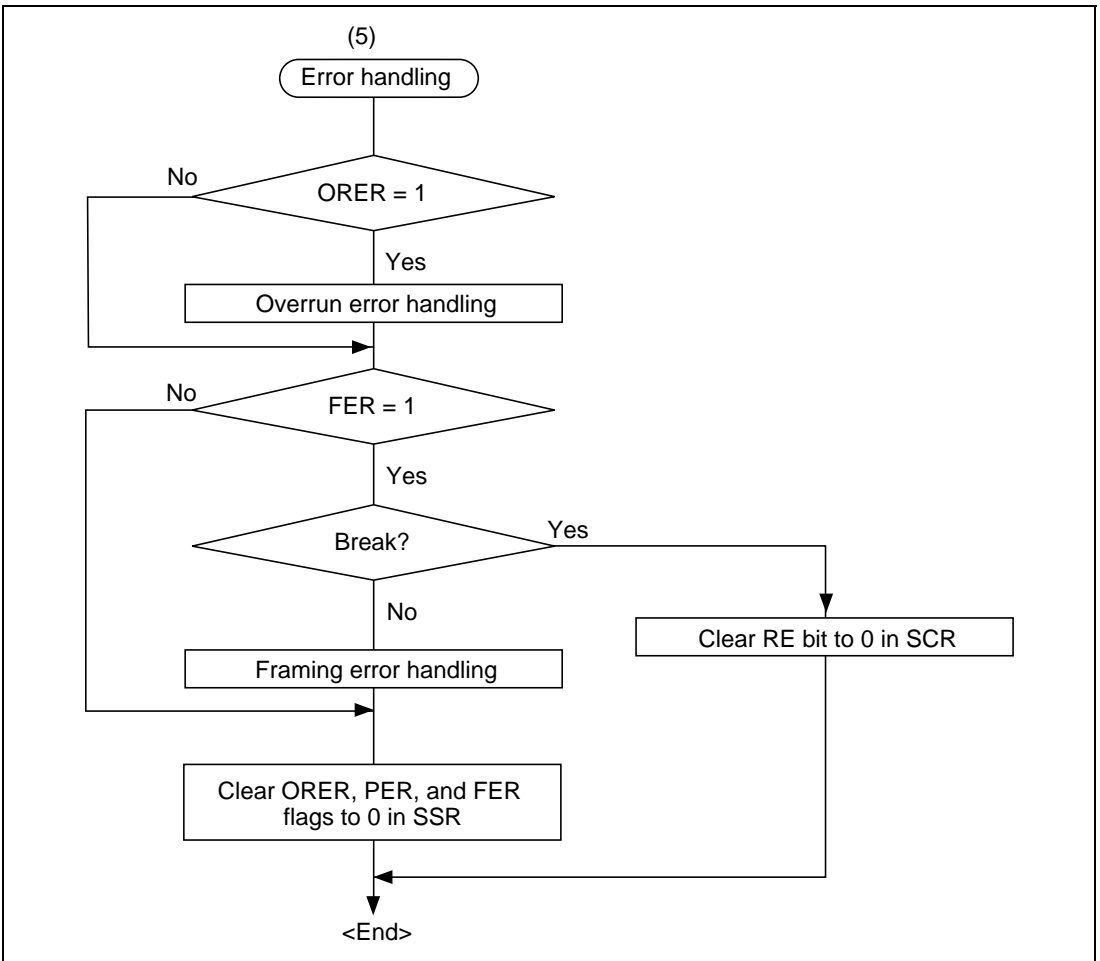 (5)
Error handling
No
ORER = 1
Yes
Overrun error handling
No
FER = 1
Yes
Break?
Yes
No
Clear RE bit to 0 in SCR
Framing error handling
Clear ORER, PER, and FER
flags to 0 in SSR
<End>